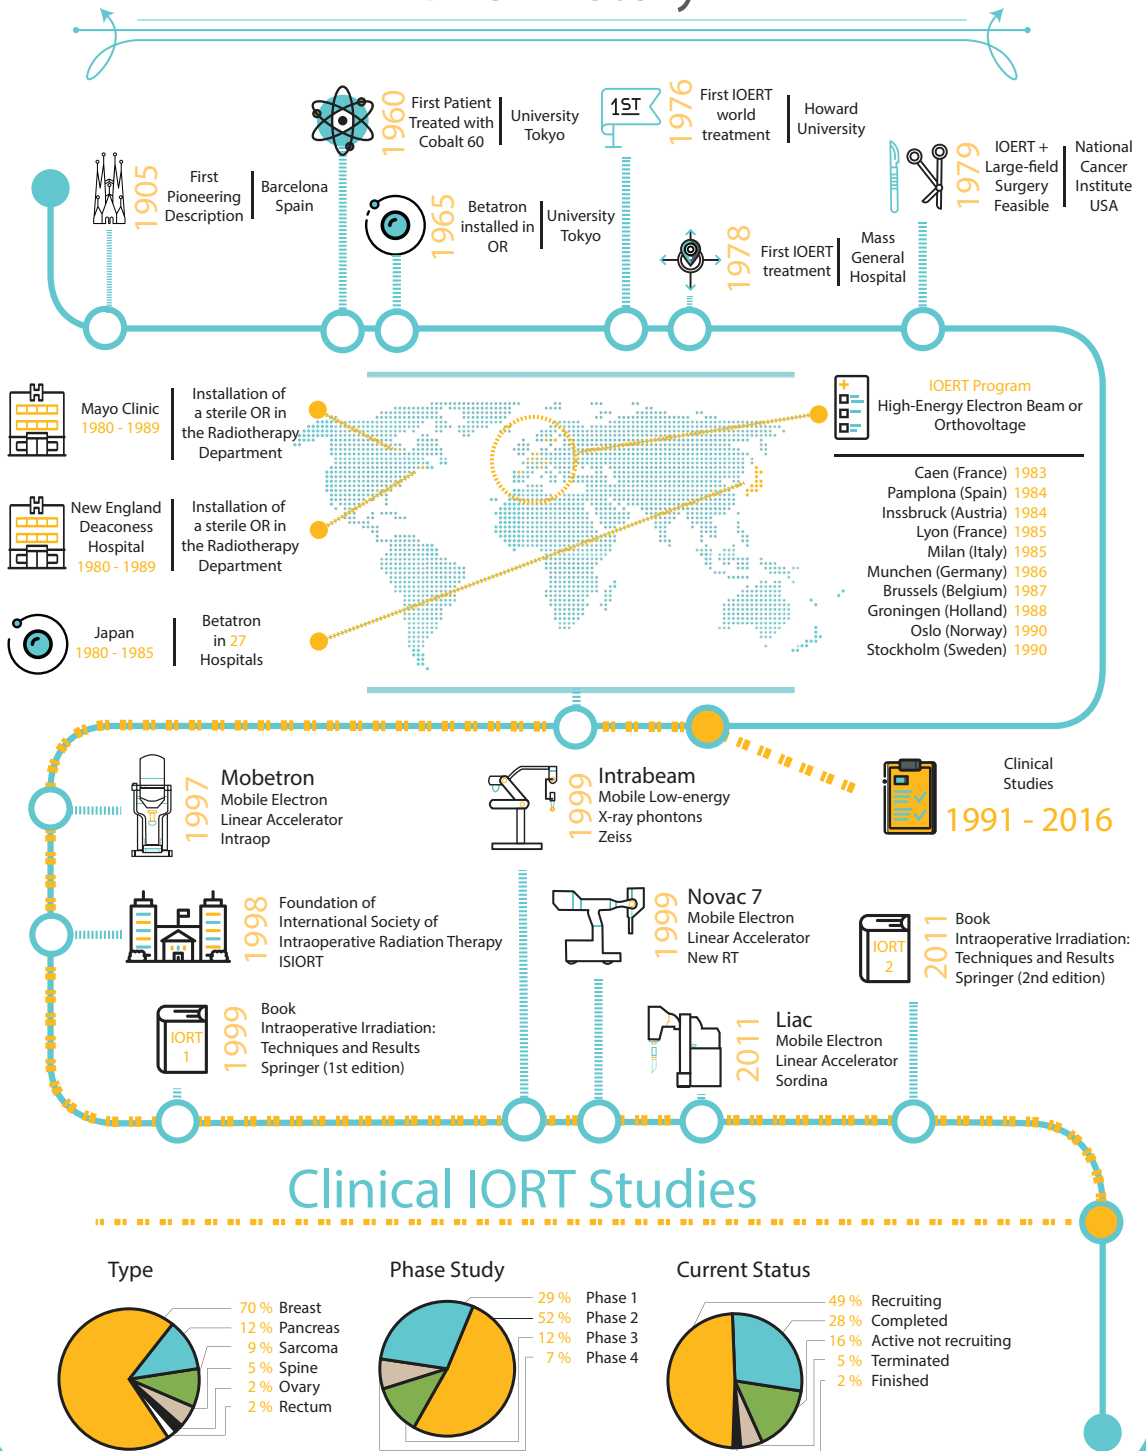 1905
First
Pioneering
Description
Barcelona
Spain
1960
First Patient
Treated with
Cobalt 60
University
Tokyo
1965
Betatron
installed in
OR
University
Tokyo
1ST
1976
First IOERT
world
treatment
Howard
University
1978
First IOERT
treatment
Mass
General
Hospital
1979
IOERT +
Large-field
Surgery
Feasible
National
Cancer
Institute
USA
Mayo Clinic
1980 - 1989
Installation of
a sterile OR in
the Radiotherapy
Department
New England
Deaconess
Hospital
1980 - 1989
Installation of
a sterile OR in
the Radiotherapy
Department
Japan
1980 - 1985
Betatron
in 27
Hospitals
IOERT Program
High-Energy Electron Beam or
Orthovoltage
Caen (France) 1983
Pamplona (Spain) 1984
Inssbruck (Austria) 1984
Lyon (France) 1985
Milan (Italy) 1985
Munchen (Germany) 1986
Brussels (Belgium) 1987
Groningen (Holland) 1988
Oslo (Norway) 1990
Stockholm (Sweden) 1990
1997
Mobetron
Mobile Electron
Linear Accelerator
Intraop
1999
Intrabeam
Mobile Low-energy
X-ray phontons
Zeiss
Clinical
Studies
1991 - 2016
1998
Foundation of
International Society of
Intraoperative Radiation Therapy
ISIORT
1999
Novac 7
Mobile Electron
Linear Accelerator
New RT
IORT
2
2011
Book
Intraoperative Irradiation:
Techniques and Results
Springer (2nd edition)
IORT
1
1999
Book
Intraoperative Irradiation:
Techniques and Results
Springer (1st edition)
2011
Liac
Mobile Electron
Linear Accelerator
Sordina
Clinical IORT Studies
Type
70 % Breast
12 % Pancreas
9 % Sarcoma
5 % Spine
2 % Ovary
2 % Rectum
Phase Study
29 % Phase 1
52 % Phase 2
12 % Phase 3
7 % Phase 4
Current Status
49 % Recruiting
28 % Completed
16 % Active not recruiting
5 % Terminated
2 % Finished